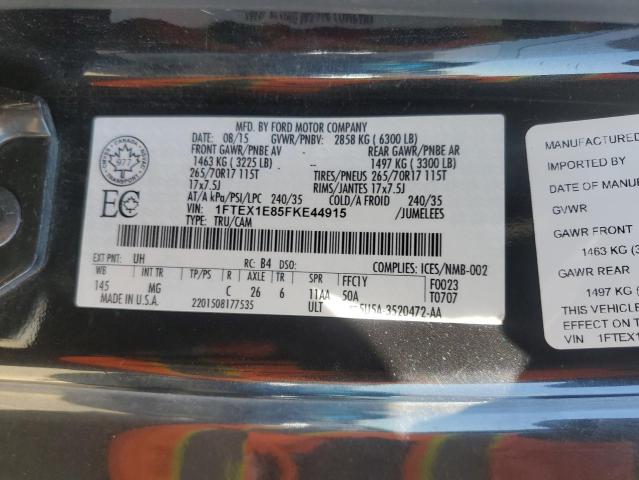 MFD. BY FORD MOTOR COMPANY
DATE: 08/15 GVWR/PNBV: 2858 KG ( 6300 LB)
FRONT GAWR/PNBE AV REAR GAWR/PNBE AR
1463 KG ( 3225 LB) 1497 KG ( 3300 LB)
265/70R17 115T TIRES/PNEUS 265/70R17 115T
17x7.5J RIMS/JANTES 17x7.5J
AT/A kPa/PSI/LPC 240/35 COLD/A FROID 240/35
VIN: 1FTEX1E85FKE44915 /JUMELEES
TYPE: TRU/CAM
CANADA
977
TRANSPORT
EC
EXT PNT: UH RC: B4 DSO: COMPLIES: ICES/NMB-002
WB INT TR TP/PS R AXLE TR SPR FFC1Y F0023
145 MG C 26 6 11AA 50A T0707
MADE IN U.S.A. 2201508177535 ULT 5U5A-3520472-AA
MANUFACTURED
IMPORTED BY
DATE OF MANU
GVWR
GAWR FRONT
1463 KG (3
GAWR REAR
1497 KG
THIS VEHICLE
EFFECT ON T
VIN 1FTEX1